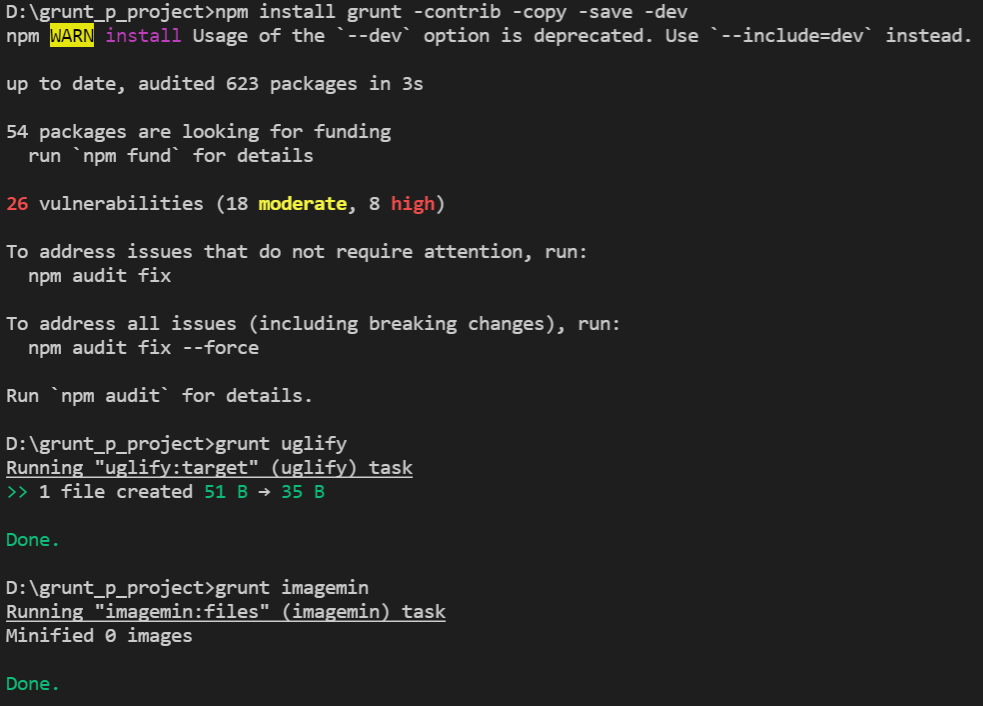 D:\grunt_p_project>npm install grunt -contrib -copy -save -dev
npm WARN install Usage of the `--dev` option is deprecated. Use `--include=dev` instead.
up to date, audited 623 packages in 3s
54 packages are looking for funding
run `npm fund` for details
26 vulnerabilities (18 moderate, 8 high)
To address issues that do not require attention, run:
npm audit fix
To address all issues (including breaking changes), run:
npm audit fix --force
Run `npm audit` for details.
D:\grunt_p_project>grunt uglify
Running "uglify:target" (uglify) task
>> 1 file created 51 B → 35 B
Done.
D:\grunt_p_project>grunt imagemin
Running "imagemin:files" (imagemin) task
Minified 0 images
Done.